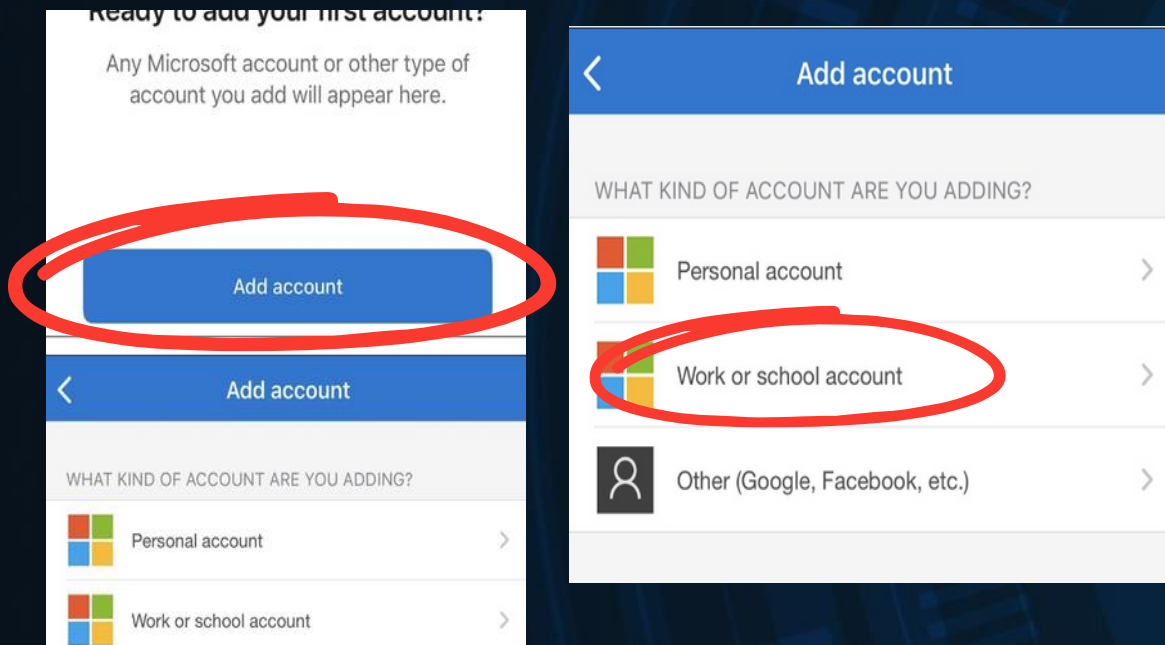 Ready to add your first account?
Any Microsoft account or other type of
account you add will appear here.
Add account
Add account
WHAT KIND OF ACCOUNT ARE YOU ADDING?
Personal account
Work or school account
Add account
WHAT KIND OF ACCOUNT ARE YOU ADDING?
Personal account
Work or school account
Other (Google, Facebook, etc.)